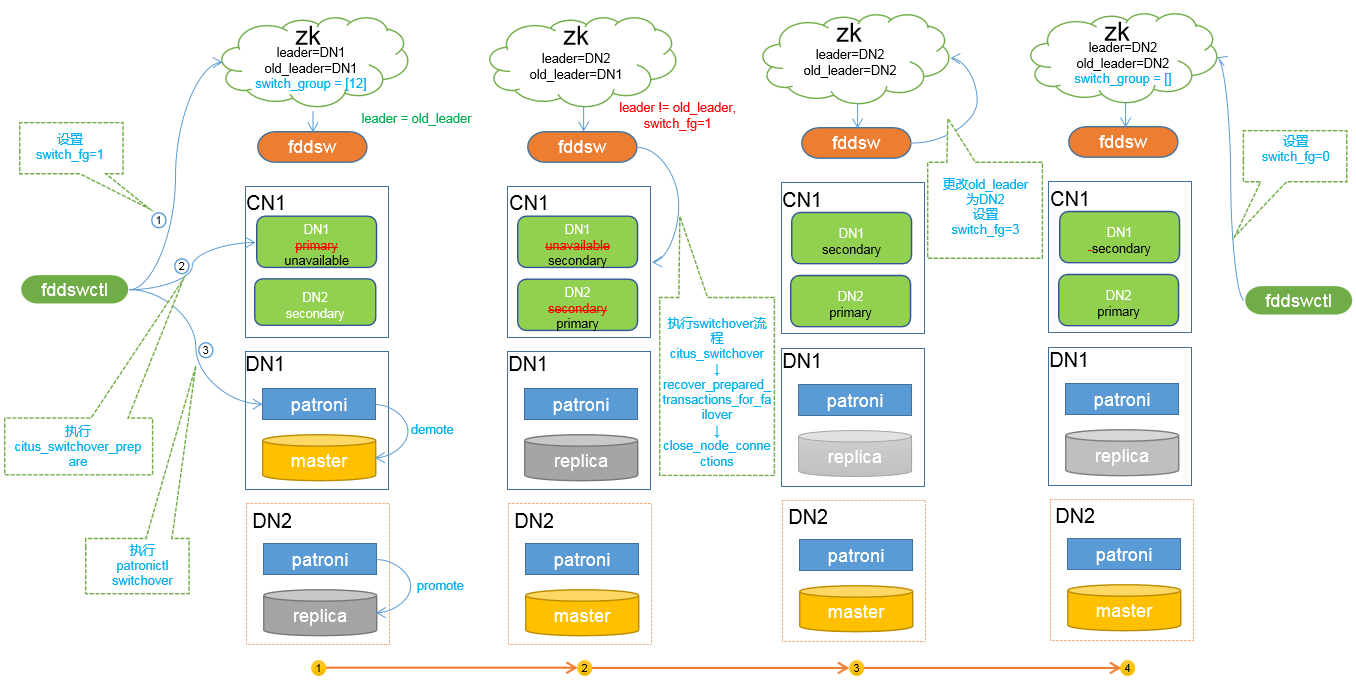 zk
leader=DN1
old_leader=DN1
switch_group = [12]
leader = old_leader
fddsw
设置
switch_fg=1
1
2
3
fddswctl
执行
citus_switchover_prep
are
执行
patronictl
switchover
CN1
DN1
primary
unavailable
DN2
secondary
DN1
patroni
demote
master
DN2
patroni
promote
replica
1
zk
leader=DN2
old_leader=DN1
leader != old_leader,
switch_fg=1
fddsw
CN1
DN1
unavailable
secondary
DN2
secondary
primary
执行switchover流
程
citus_switchover
↓
recover_prepared_
transactions_for_fa
ilover
↓
close_node_conne
ctions
DN1
patroni
replica
DN2
patroni
master
2
zk
leader=DN2
old_leader=DN2
fddsw
更改old_leader
为DN2
设置
switch_fg=3
CN1
DN1
secondary
DN2
primary
DN1
patroni
replica
DN2
patroni
master
3
zk
leader=DN2
old_leader=DN2
switch_group = []
fddsw
设置
switch_fg=0
fddswctl
CN1
DN1
-secondary
DN2
primary
DN1
patroni
replica
DN2
patroni
master
4